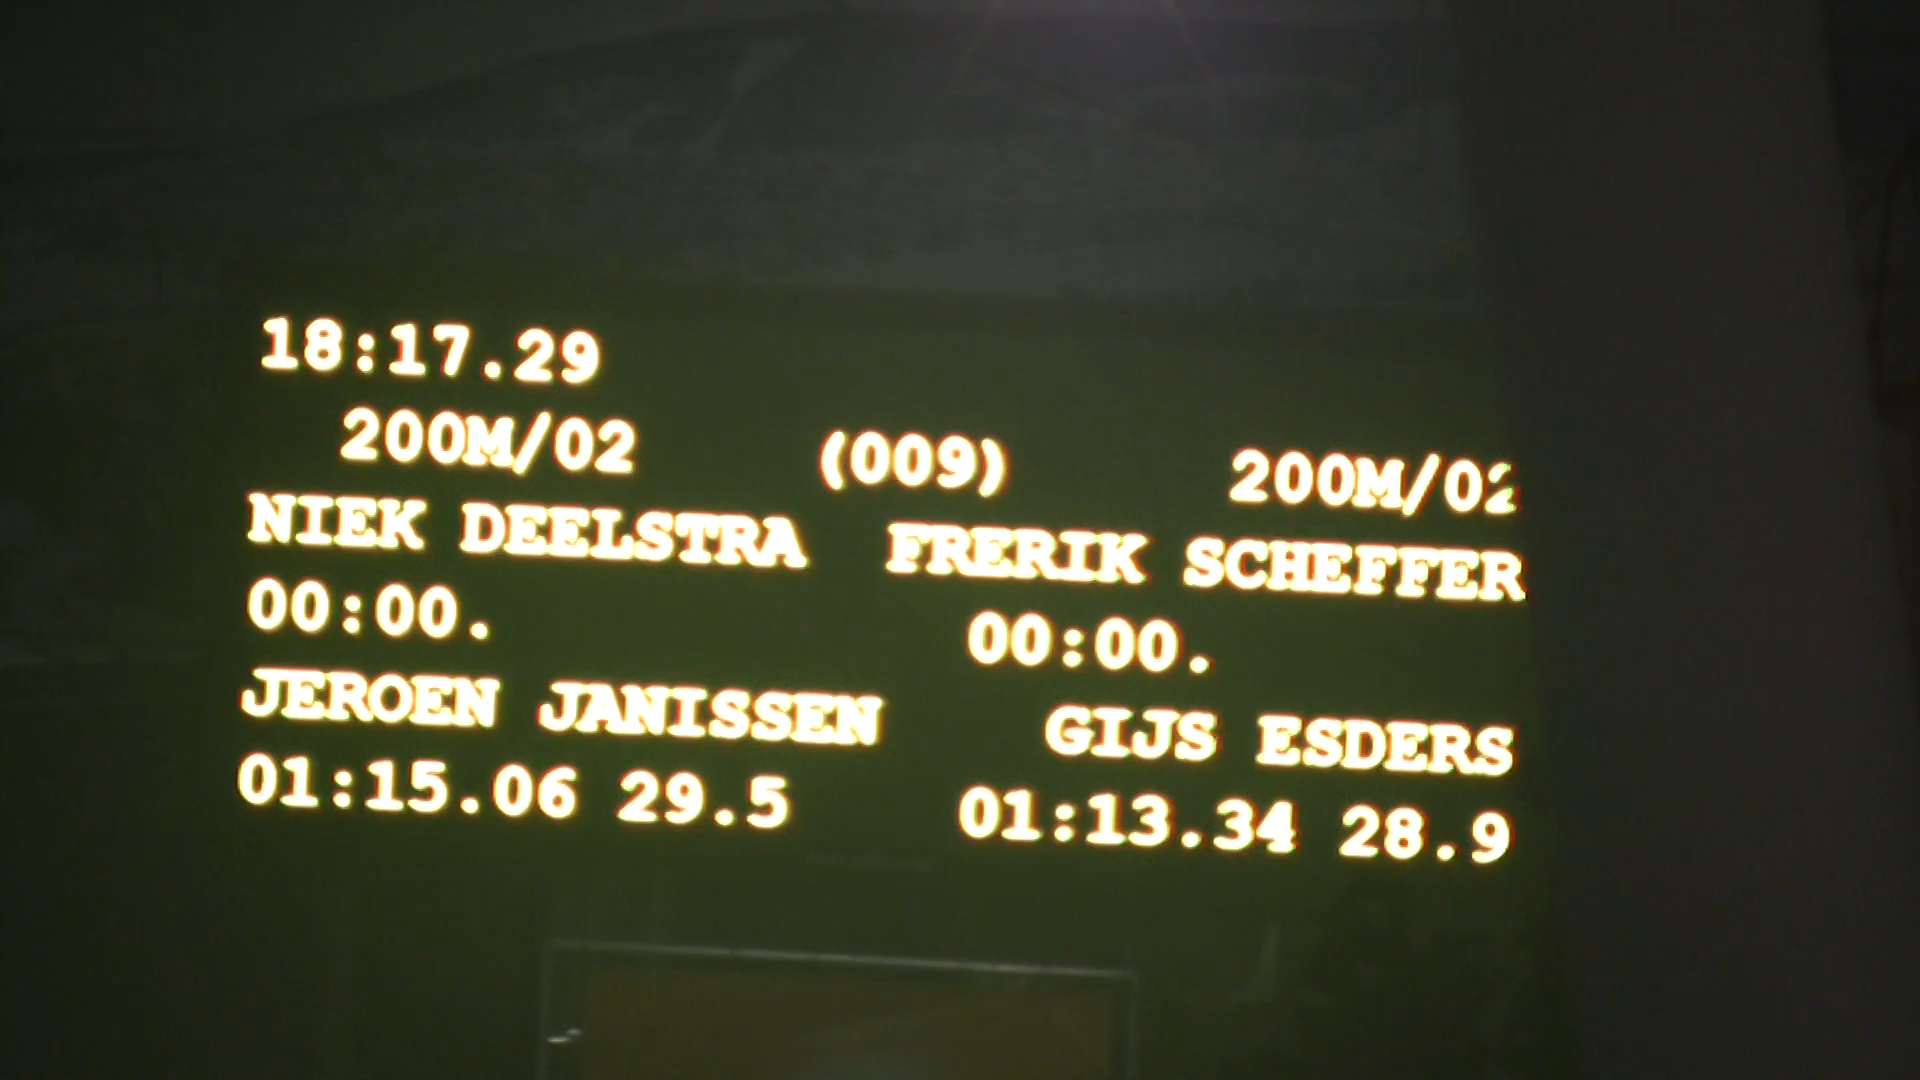 18:17.29
200M/02 (009) 200M/02
NIEK DEELSTRA FRERIK SCHEFFER
00:00. 00:00.
JEROEN JANISSEN GIJS ESDERS
01:15.06 29.5 01:13.34 28.9